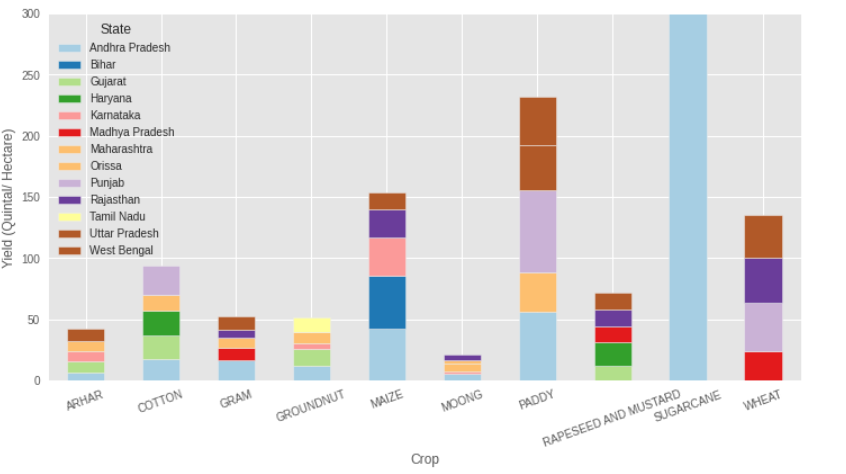 300
250
200
150
100
50
0
Yield (Quintal/ Hectare)
State
Andhra Pradesh
Bihar
Gujarat
Haryana
Karnataka
Madhya Pradesh
Maharashtra
Orissa
Punjab
Rajasthan
Tamil Nadu
Uttar Pradesh
West Bengal
ARHAR
COTTON
GRAM
GROUNDNUT
MAIZE
MOONG
PADDY
RAPESEED AND MUSTARD
SUGARCANE
WHEAT
Crop